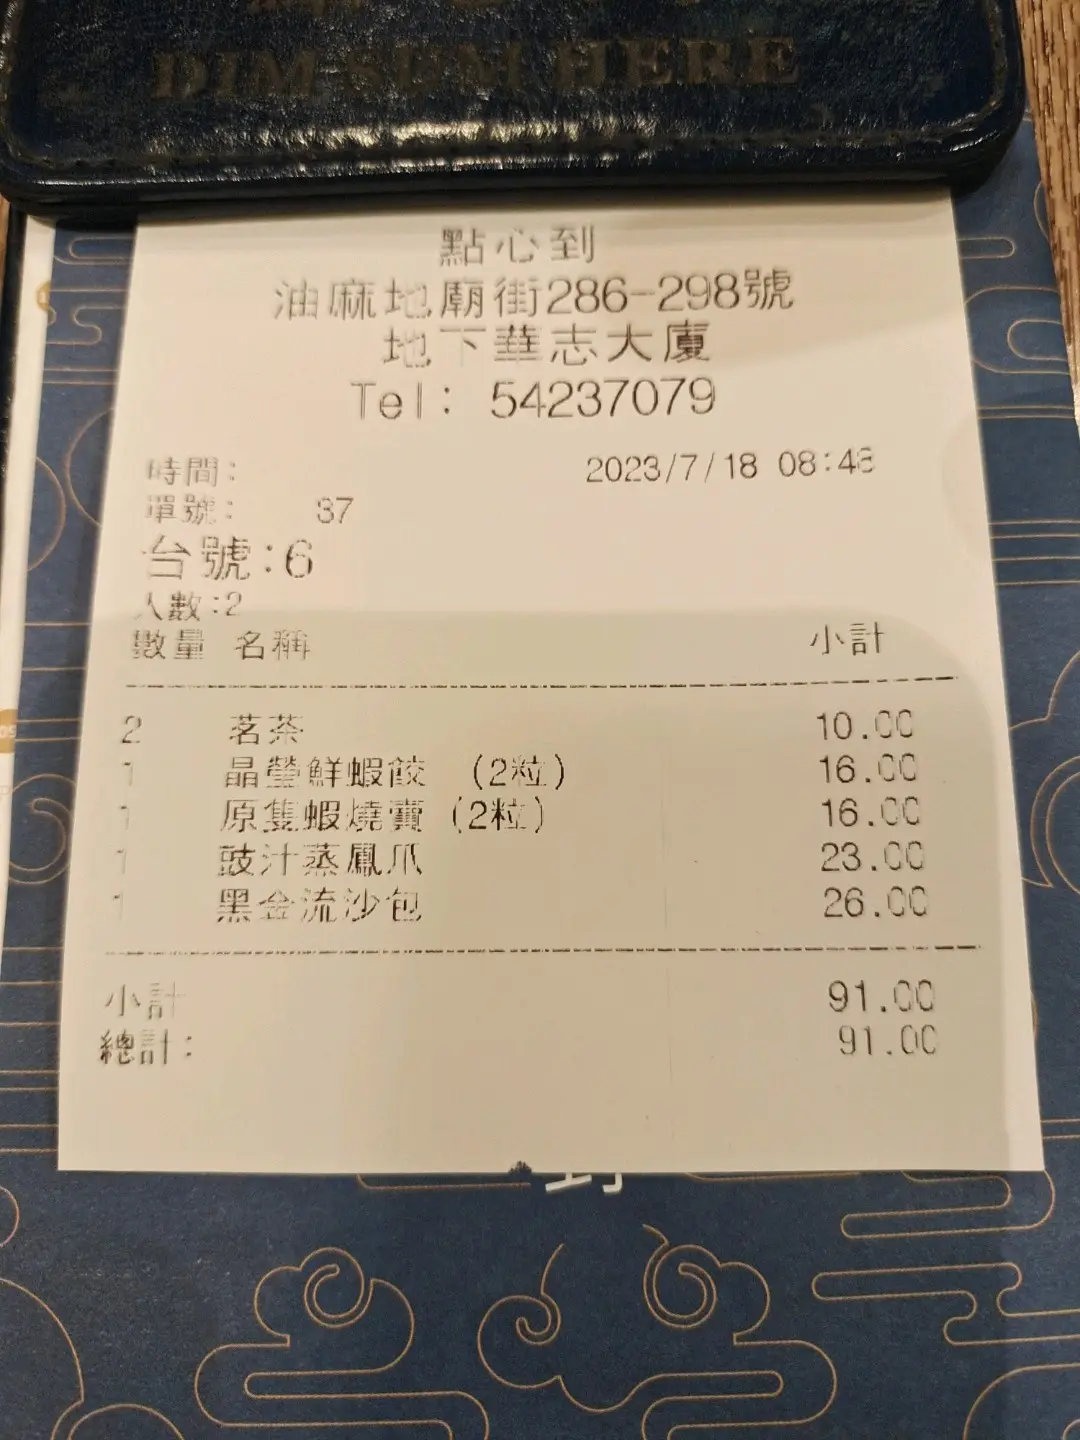 DIM SUM HERE
點心到
油麻地廟街286-298號
地下華志大廈
Tel: 54237079
時間: 2023/7/18 08:48
單號: 37
台號:6
人數:2
數量 名稱 小計
2 茗茶 10.00
1 晶瑩鮮蝦餃 (2粒) 16.00
1 原隻蝦燒賣(2粒) 16.00
1 豉汁蒸鳳爪 23.00
1 黑金流沙包 26.00
小計 91.00
總計: 91.00